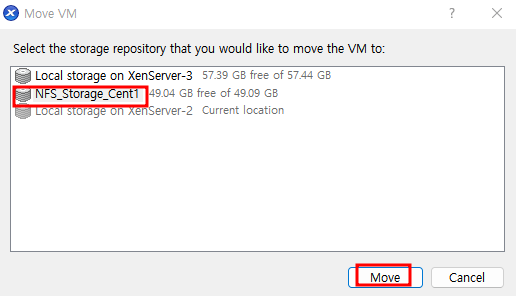 Move VM
Select the storage repository that you would like to move the VM to:
Local storage on XenServer-3 57.39 GB free of 57.44 GB
NFS_Storage_Cent1 49.04 GB free of 49.09 GB
Local storage on XenServer-2 Current location
Move Cancel